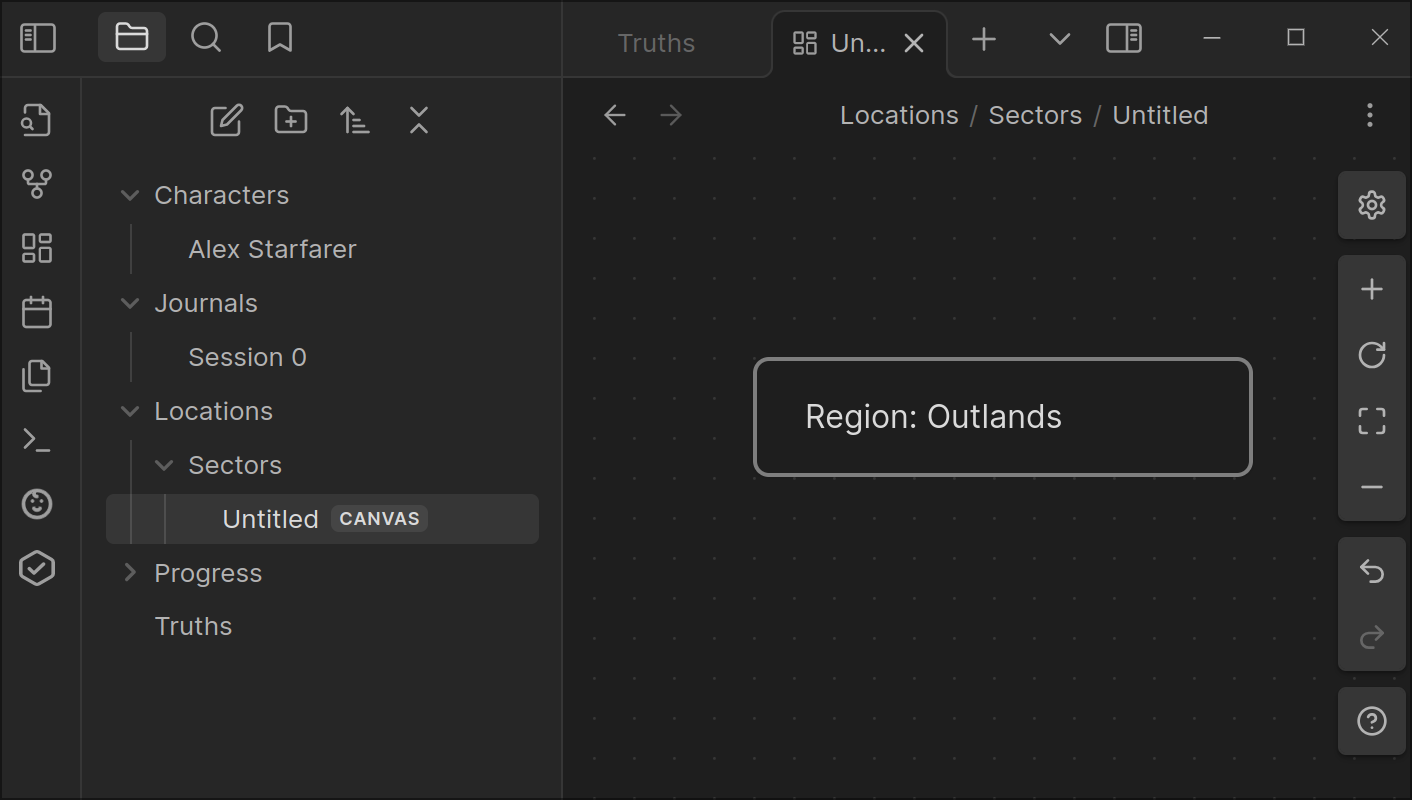 Truths
Un...
Locations / Sectors / Untitled
Characters
Alex Starfarer
Journals
Session 0
Locations
Sectors
Untitled CANVAS
Progress
Truths
Region: Outlands